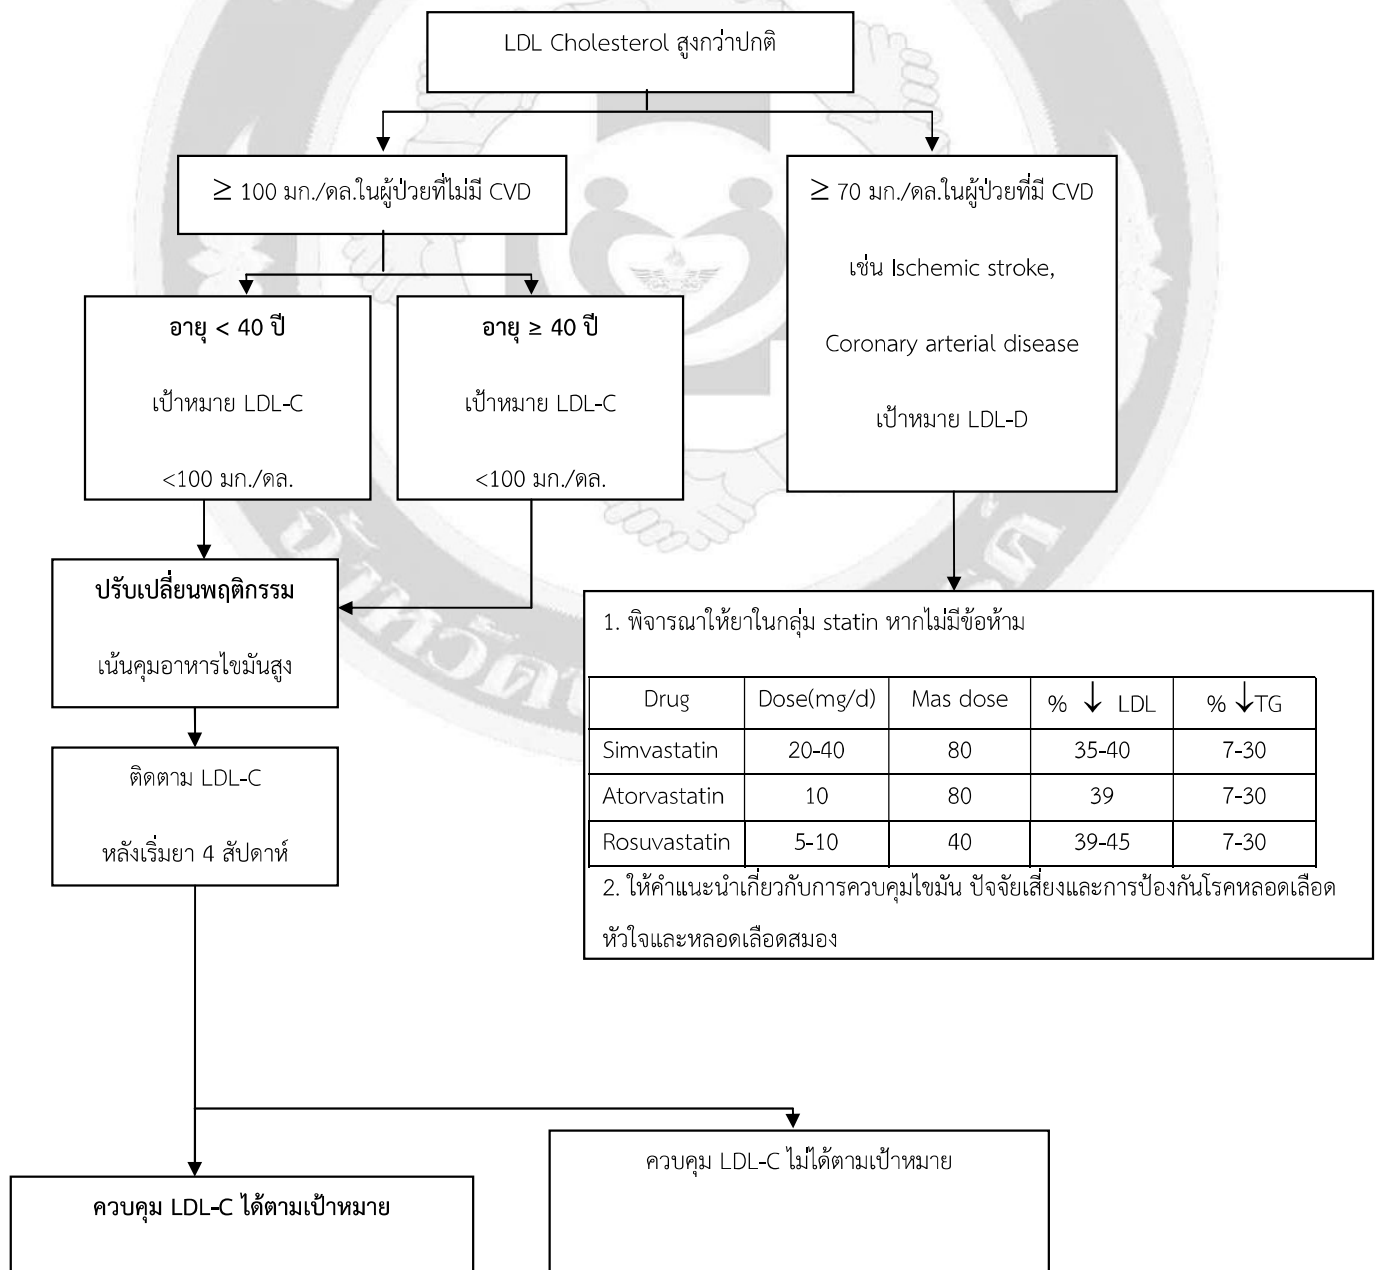 LDL Cholesterol สูงกว่าปกติ
≥ 100 มก./ดล.ในผู้ป่วยที่ไม่มี CVD
≥ 70 มก./ดล.ในผู้ป่วยที่มี CVD
เช่น Ischemic stroke,
Coronary arterial disease
เป้าหมาย LDL-D
อายุ < 40 ปี
เป้าหมาย LDL-C
<100 มก./ดล.
อายุ ≥ 40 ปี
เป้าหมาย LDL-C
<100 มก./ดล.
ปรับเปลี่ยนพฤติกรรม
เน้นคุมอาหารไขมันสูง
ติดตาม LDL-C
หลังเริ่มยา 4 สัปดาห์
1. พิจารณาให้ยาในกลุ่ม statin หากไม่มีข้อห้าม
Drug Dose(mg/d) Mas dose % ↓ LDL % ↓TG
Simvastatin 20-40 80 35-40 7-30
Atorvastatin 10 80 39 7-30
Rosuvastatin 5-10 40 39-45 7-30
2. ให้คำแนะนำเกี่ยวกับการควบคุมไขมัน ปัจจัยเสี่ยงและการป้องกันโรคหลอดเลือด
หัวใจและหลอดเลือดสมอง
ควบคุม LDL-C ไม่ได้ตามเป้าหมาย
ควบคุม LDL-C ได้ตามเป้าหมาย